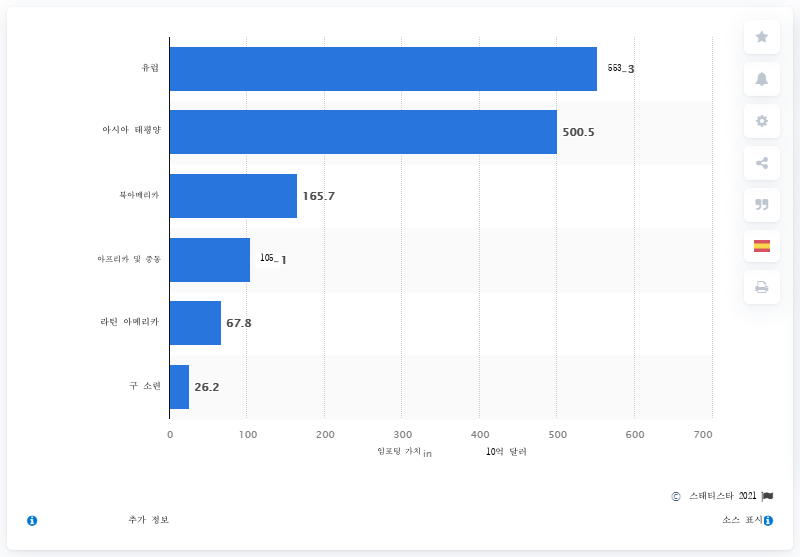 유럽 553_3
아시아 태평양 500.5
북아메리카 165.7
아프리카 및 중동 105_1
라틴 아메리카 67.8
구 소련 26.2
0 100 200 300 400 500 600 700
임포팅 가치 in 10억 달러
© 스태티스타 2021
추가 정보 소스 표시